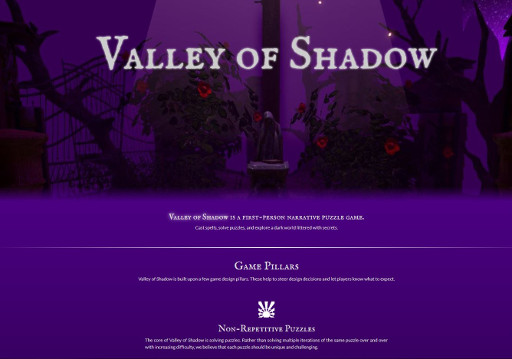 Valley of Shadow
Valley of Shadow is a first-person narrative puzzle game.
Cast spells, solve puzzles, and explore a dark world littered with secrets.
Game Pillars
Valley of Shadow is built upon a few game design pillars. These help to steer design decisions and let players know what to expect.
Non-Repetitive Puzzles
The core of Valley of Shadow is solving puzzles. Rather than solving multiple iterations of the same puzzle over and over
with increasing difficulty, we believe that each puzzle should be unique and challenging.